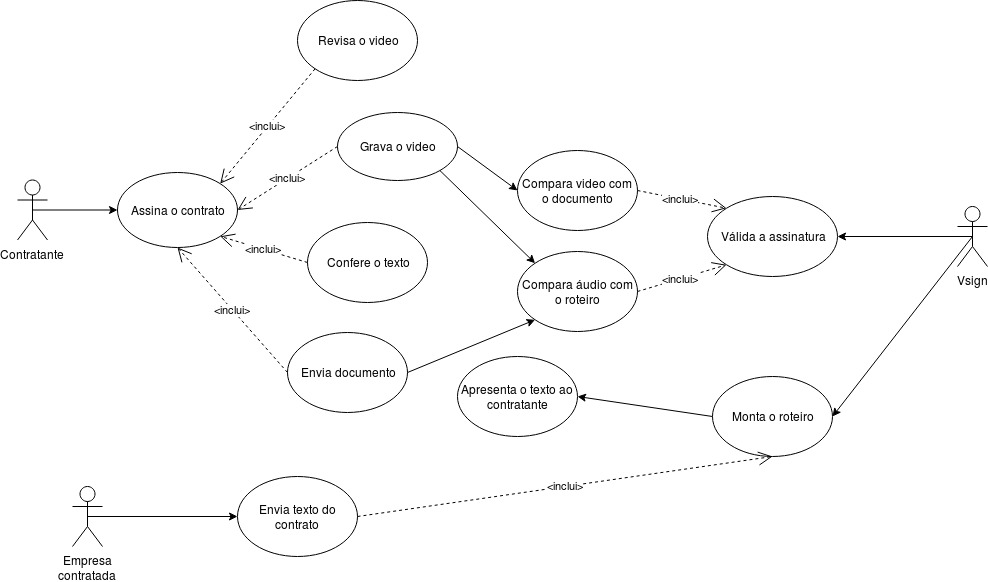 Revisa o video
<inclui>
Grava o video
<inclui>
Compara video com
o documento
<inclui>
Assina o contrato
Contratante
Válida a assinatura
Vsign
<inclui>
Confere o texto
Compara áudio com
o roteiro
<inclui>
<inclui>
Envia documento
Apresenta o texto ao
contratante
Monta o roteiro
<inclui>
Envia texto do
contrato
Empresa
contratada